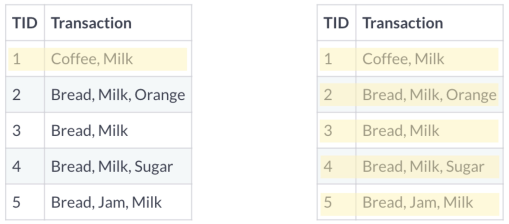 TID Transaction
1 Coffee, Milk
2 Bread, Milk, Orange
3 Bread, Milk
4 Bread, Milk, Sugar
5 Bread, Jam, Milk
TID Transaction
1 Coffee, Milk
2 Bread, Milk, Orange
3 Bread, Milk
4 Bread, Milk, Sugar
5 Bread, Jam, Milk